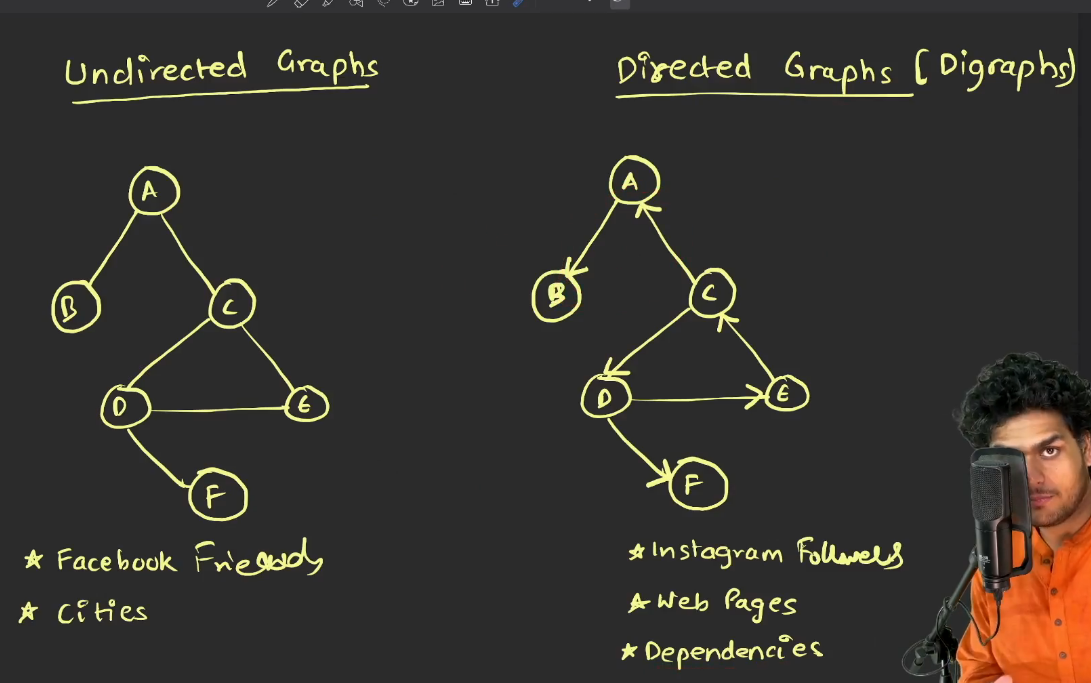 Undirected Graphs
Directed Graphs [Digraphs]
A
B
C
D
E
F
A
B
C
D
E
F
* Facebook Friends
* Cities
* Instagram Followers
* Web Pages
* Dependencies